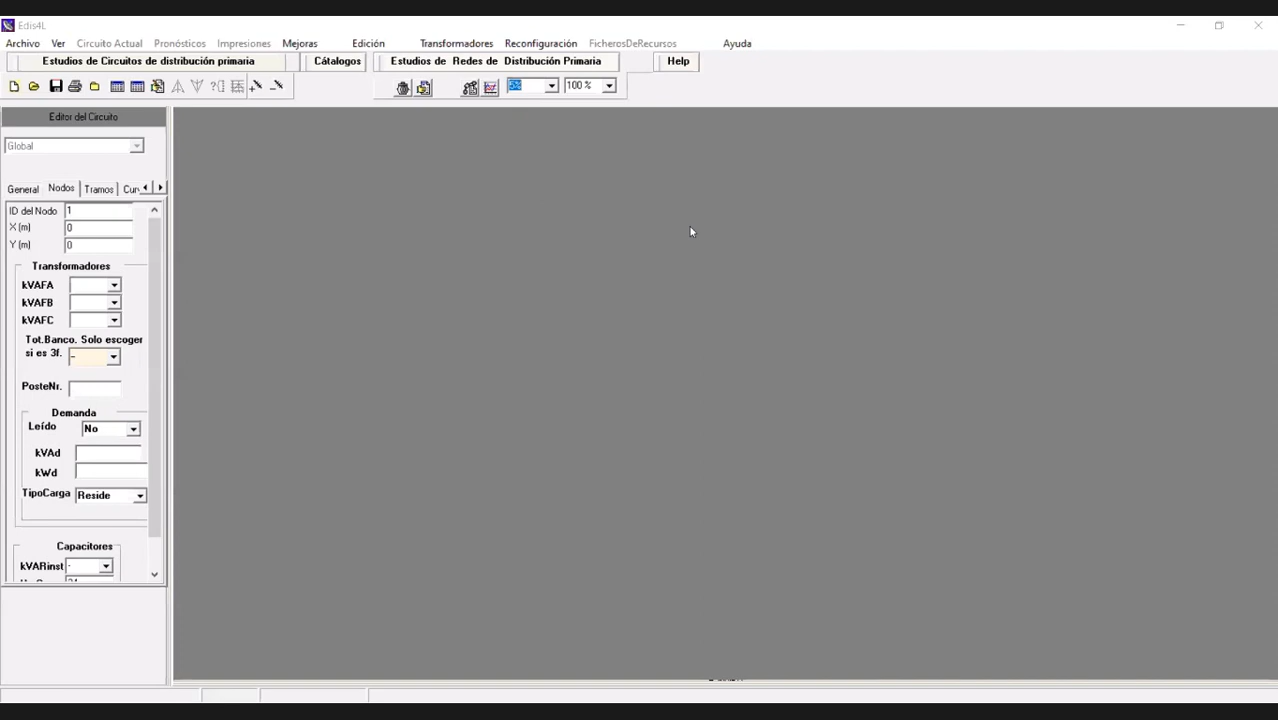 Edis4L
Archivo Ver Circuito Actual Pronósticos Impresiones Mejoras Edición Transformadores Reconfiguración FicherosDeRecursos Ayuda
Estudios de Circuitos de distribución primaria Cátalogos Estudios de Redes de Distribución Primaria Help
5% 100 %
Editor del Circuito
Global
General Nodos Tramos Curv
ID del Nodo 1
X (m) 0
Y (m) 0
Transformadores
kVAFA
kVAFB
kVAFC
Tot.Banco. Solo escoger
si es 3f. -
PosteNr.
Demanda
Leído No
kVAd
kWd
TipoCarga Reside
Capacitores
kVARinst -